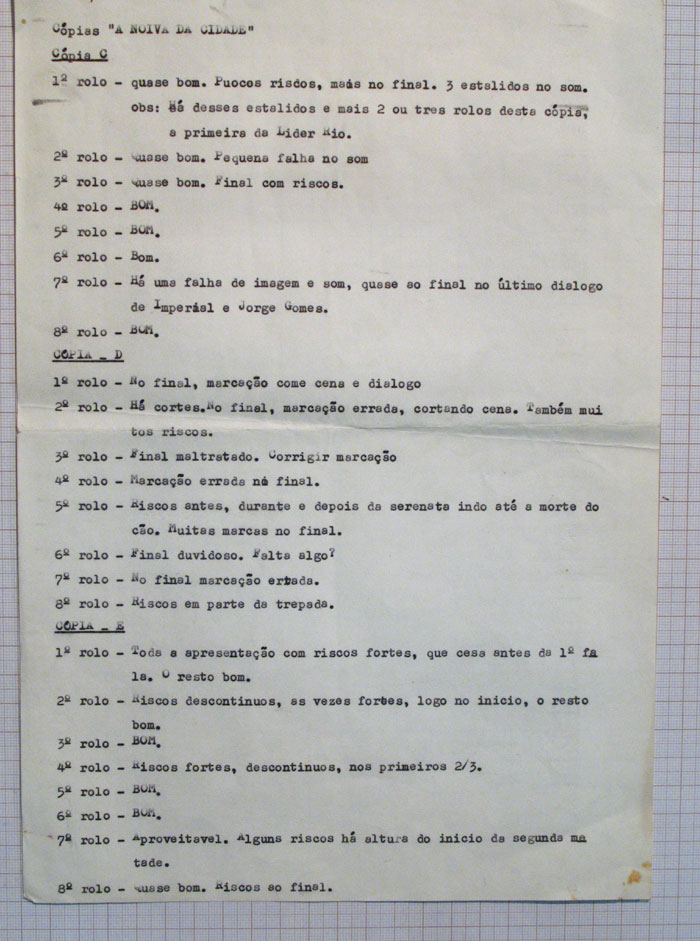 Cópias "A NOIVA DA CIDADE"
Cópia C
1º rolo - quase bom. Puocos riscos, mais no final. 3 estalidos no som.
obs: Há desses estalidos e mais 2 ou tres rolos desta cópia,
a primeira da Lider Rio.
2º rolo - Quase bom. Pequena falha no som
3º rolo - Quase bom. Final com riscos.
4º rolo - BOM.
5º rolo - BOM.
6º rolo - Bom.
7º rolo - Há uma falha de imagem e som, quase ao final no último dialogo
de Imperial e Jorge Gomes.
8º rolo - BOM.
CÓPIA - D
1º rolo - No final, marcação come cena e dialogo
2º rolo - Há cortes.No final, marcação errada, cortando cena. Também mui
tos riscos.
3º rolo - Final maltratado. Corrigir marcação
4º rolo - Marcação errada no final.
5º rolo - Riscos antes, durante e depois da serenata indo até a morte do
cão. Muitas marcas no final.
6º rolo - Final duvidoso. Falta algo?
7º rolo - No final marcação errada.
8º rolo - Riscos em parte da trepada.
CÓPIA - E
1º rolo - Toda a apresentação com riscos fortes, que cesa antes da 1º fa
la. O resto bom.
2º rolo - Riscos descontinuos, as vezes fortes, logo no inicio, o resto
bom.
3º rolo - BOM.
4º rolo - Riscos fortes, descontinuos, nos primeiros 2/3.
5º rolo - BOM.
6º rolo - BOM.
7º rolo - Aproveitavel. Alguns riscos há altura do inicio da segunda me
tade.
8º rolo - Quase bom. Riscos ao final.